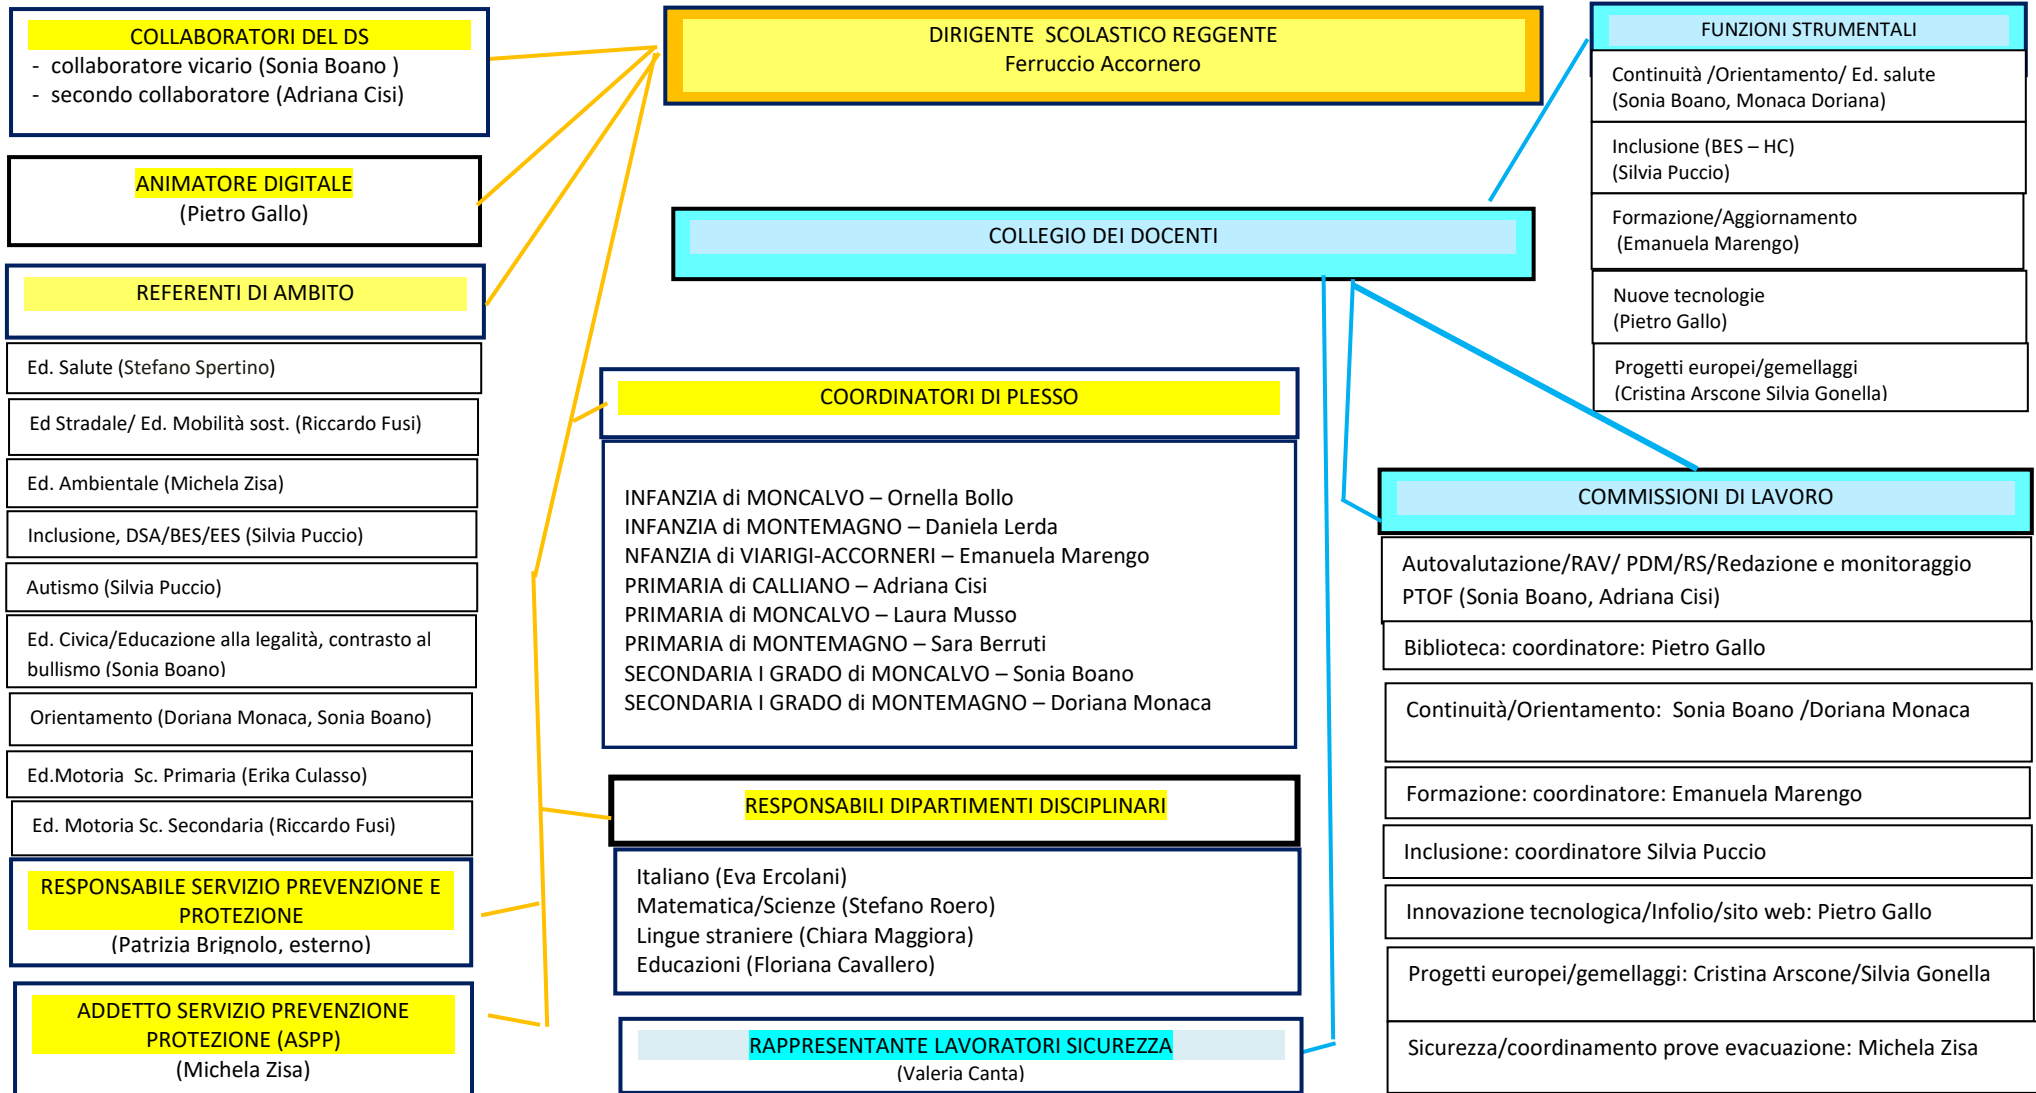 COLLABORATORI DEL DS
- collaboratore vicario (Sonia Boano )
- secondo collaboratore (Adriana Cisi)
ANIMATORE DIGITALE
(Pietro Gallo)
REFERENTI DI AMBITO
Ed. Salute (Stefano Spertino)
Ed Stradale/ Ed. Mobilità sost. (Riccardo Fusi)
Ed. Ambientale (Michela Zisa)
Inclusione, DSA/BES/EES (Silvia Puccio)
Autismo (Silvia Puccio)
Ed. Civica/Educazione alla legalità, contrasto al
bullismo (Sonia Boano)
Orientamento (Doriana Monaca, Sonia Boano)
Ed.Motoria Sc. Primaria (Erika Culasso)
Ed. Motoria Sc. Secondaria (Riccardo Fusi)
RESPONSABILE SERVIZIO PREVENZIONE E
PROTEZIONE
(Patrizia Brignolo, esterno)
ADDETTO SERVIZIO PREVENZIONE
PROTEZIONE (ASPP)
(Michela Zisa)
DIRIGENTE SCOLASTICO REGGENTE
Ferruccio Accornero
COLLEGIO DEI DOCENTI
COORDINATORI DI PLESSO
INFANZIA di MONCALVO – Ornella Bollo
INFANZIA di MONTEMAGNO – Daniela Lerda
NFANZIA di VIARIGI-ACCORNERI – Emanuela Marengo
PRIMARIA di CALLIANO – Adriana Cisi
PRIMARIA di MONCALVO – Laura Musso
PRIMARIA di MONTEMAGNO – Sara Berruti
SECONDARIA I GRADO di MONCALVO – Sonia Boano
SECONDARIA I GRADO di MONTEMAGNO – Doriana Monaca
RESPONSABILI DIPARTIMENTI DISCIPLINARI
Italiano (Eva Ercolani)
Matematica/Scienze (Stefano Roero)
Lingue straniere (Chiara Maggiora)
Educazioni (Floriana Cavallero)
RAPPRESENTANTE LAVORATORI SICUREZZA
(Valeria Canta)
FUNZIONI STRUMENTALI
Continuità /Orientamento/ Ed. salute
(Sonia Boano, Monaca Doriana)
Inclusione (BES – HC)
(Silvia Puccio)
Formazione/Aggiornamento
(Emanuela Marengo)
Nuove tecnologie
(Pietro Gallo)
Progetti europei/gemellaggi
(Cristina Arscone Silvia Gonella)
COMMISSIONI DI LAVORO
Autovalutazione/RAV/ PDM/RS/Redazione e monitoraggio
PTOF (Sonia Boano, Adriana Cisi)
Biblioteca: coordinatore: Pietro Gallo
Continuità/Orientamento: Sonia Boano /Doriana Monaca
Formazione: coordinatore: Emanuela Marengo
Inclusione: coordinatore Silvia Puccio
Innovazione tecnologica/Infolio/sito web: Pietro Gallo
Progetti europei/gemellaggi: Cristina Arscone/Silvia Gonella
Sicurezza/coordinamento prove evacuazione: Michela Zisa